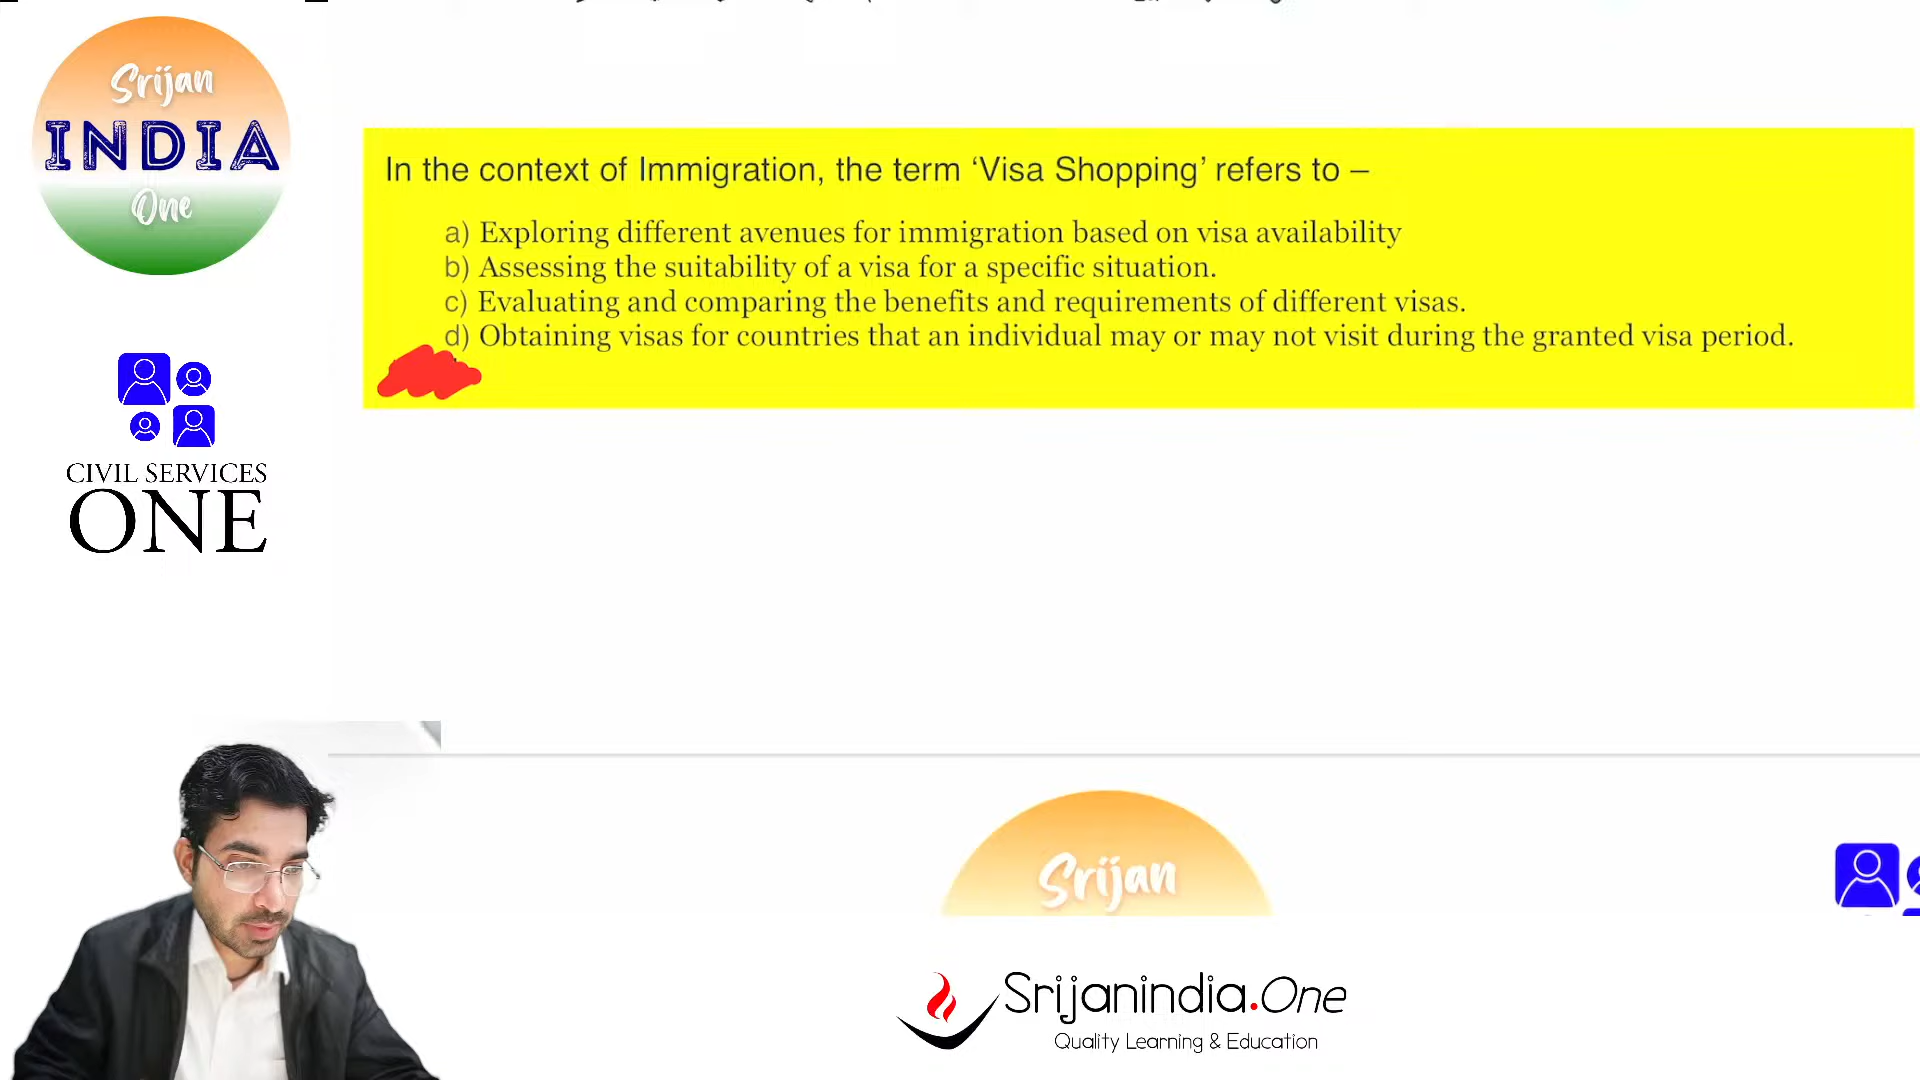 Srijan
INDIA
One
In the context of Immigration, the term ‘Visa Shopping’ refers to –
a) Exploring different avenues for immigration based on visa availability
b) Assessing the suitability of a visa for a specific situation.
c) Evaluating and comparing the benefits and requirements of different visas.
d) Obtaining visas for countries that an individual may or may not visit during the granted visa period.
CIVIL SERVICES
ONE
Srijan
Srijanindia.One
Quality Learning & Education